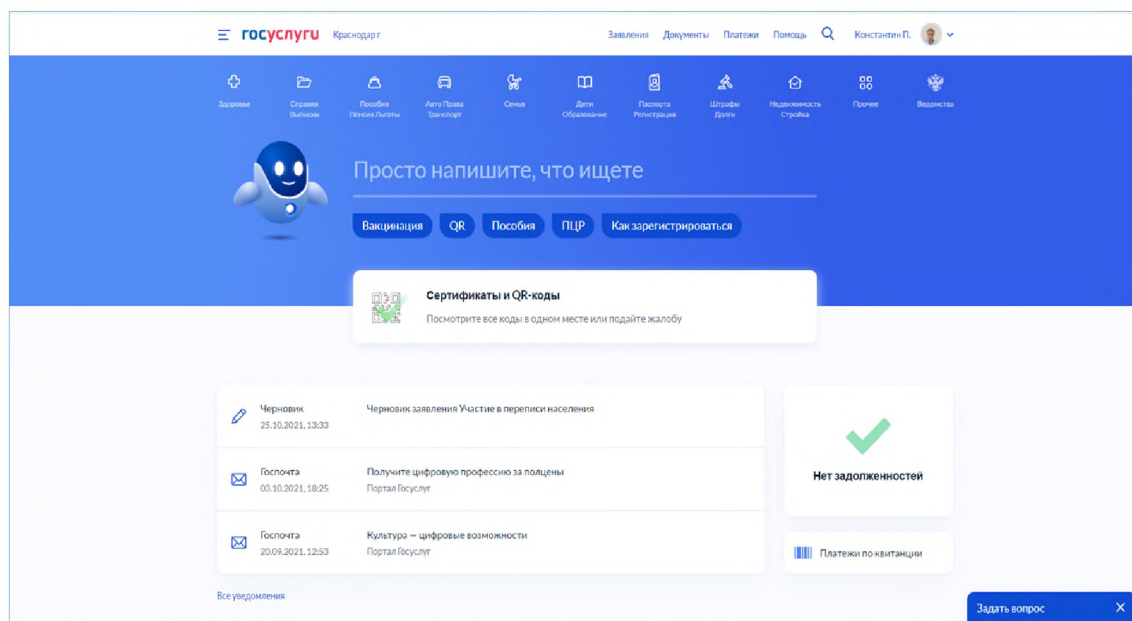 госуслуги Краснодар г Заявления Документы Платежи Помощь Константин П.
Здоровье Справки Пособия Авто Права Семья Дети Паспорта Штрафы Недвижимость Прочее Ведомства
Выписки Пенсия Льготы Транспорт Образование Регистрация Долги Стройка
Просто напишите, что ищете
Вакцинация QR Пособия ПЦР Как зарегистрироваться
Сертификаты и QR-коды
Посмотрите все коды в одном месте или подайте жалобу
Черновик Черновик заявления Участие в переписи населения
25.10.2021, 13:33
Госпочта Получите цифровую профессию за полцены
03.10.2021, 18:25 Портал Госуслуг
Нет задолженностей
Госпочта Культура — цифровые возможности
20.09.2021, 12:53 Портал Госуслуг
Платежи по квитанции
Все уведомления
Задать вопрос